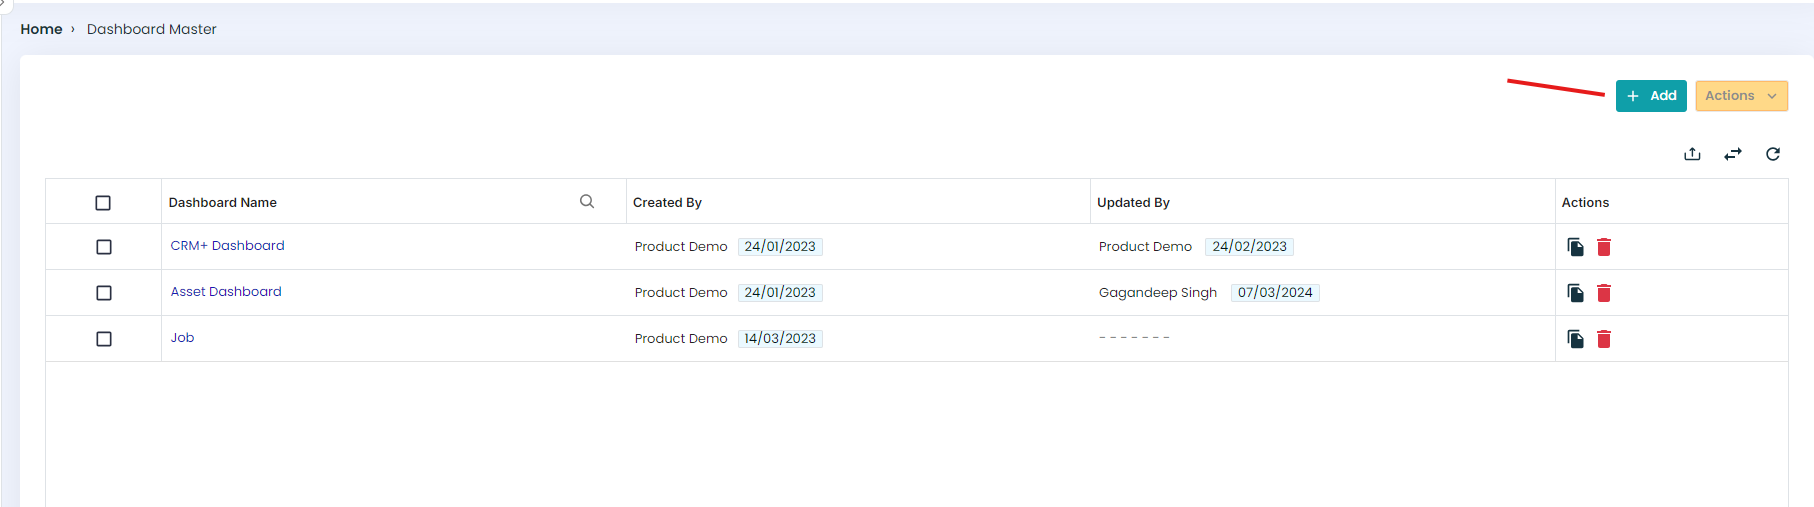 Home › Dashboard Master
+ Add Actions
Dashboard Name Created By Updated By Actions
CRM+ Dashboard Product Demo 24/01/2023 Product Demo 24/02/2023
Asset Dashboard Product Demo 24/01/2023 Gagandeep Singh 07/03/2024
Job Product Demo 14/03/2023 - - - - - - -